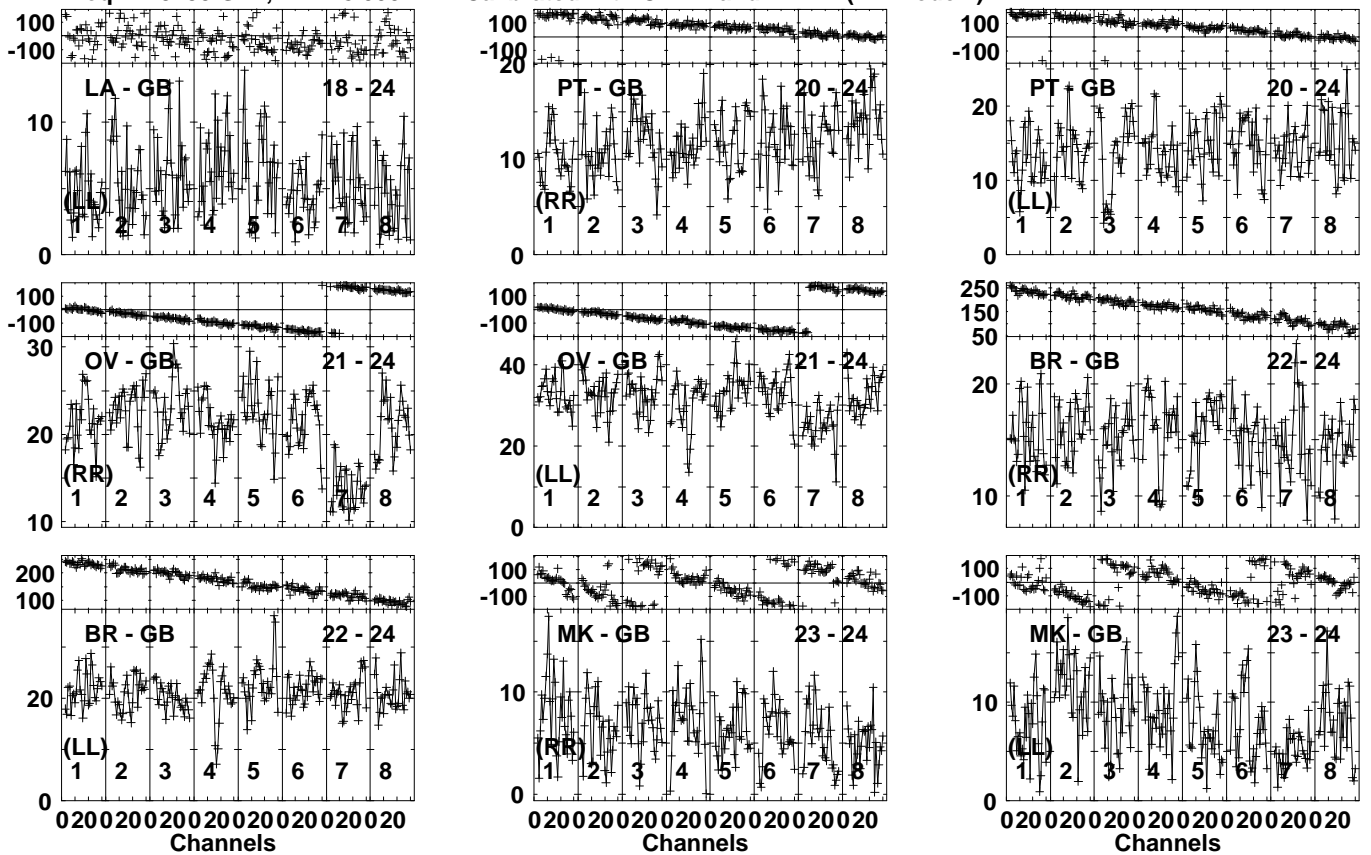 100
-100
LA - GB 18 - 24
10
(LL)
1 2 3 4 5 6 7 8
0
100
-100
20
PT - GB 20 - 24
10
(RR)
1 2 3 4 5 6 7 8
0
100
-100
PT - GB 20 - 24
20
10
(LL)
1 2 3 4 5 6 7 8
0
100
-100
30
OV - GB 21 - 24
20
(RR)
1 2 3 4 5 6 7 8
10
100
-100
OV - GB 21 - 24
40
20
(LL)
1 2 3 4 5 6 7 8
0
250
150
50
BR - GB 22 - 24
20
(RR)
10
1 2 3 4 5 6 7 8
200
100
BR - GB 22 - 24
20
(LL)
1 2 3 4 5 6 7 8
0
020020020020020020020020
Channels
100
-100
MK - GB 23 - 24
10
(RR)
1 2 3 4 5 6 7 8
0
020020020020020020020020
Channels
100
-100
MK - GB 23 - 24
10
(LL)
1 2 3 4 5 6 7 8
0
020020020020020020020020
Channels